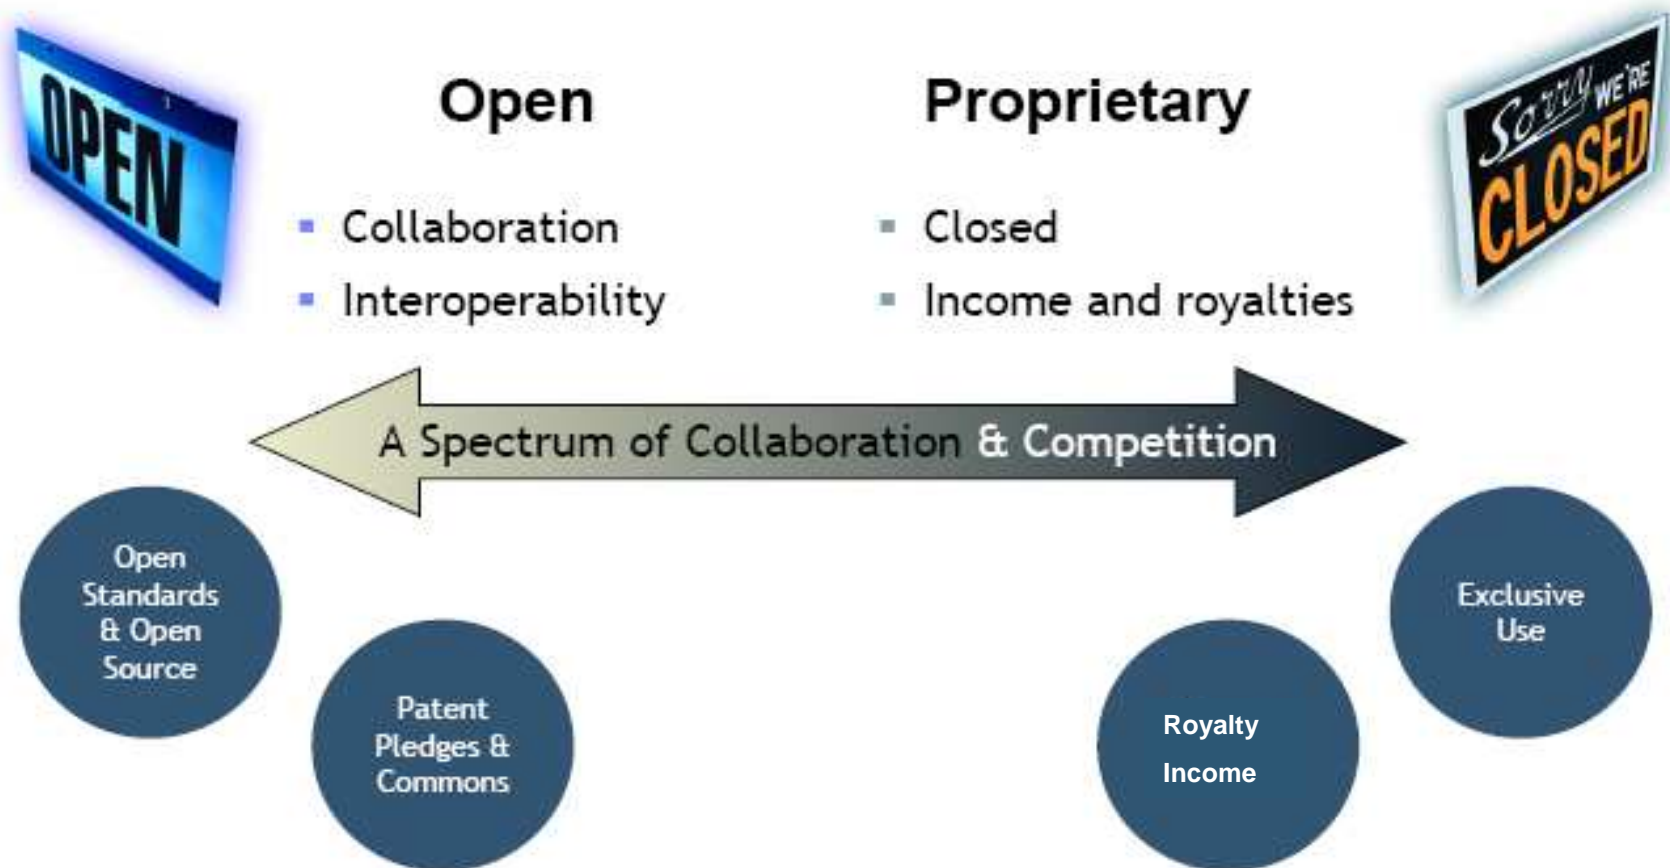 OPEN
Open
Proprietary
Sorry WE'RE
CLOSED
▪ Collaboration
▪ Interoperability
▪ Closed
▪ Income and royalties
A Spectrum of Collaboration & Competition
Open
Standards
& Open
Source
Patent
Pledges &
Commons
Royalty
Income
Exclusive
Use